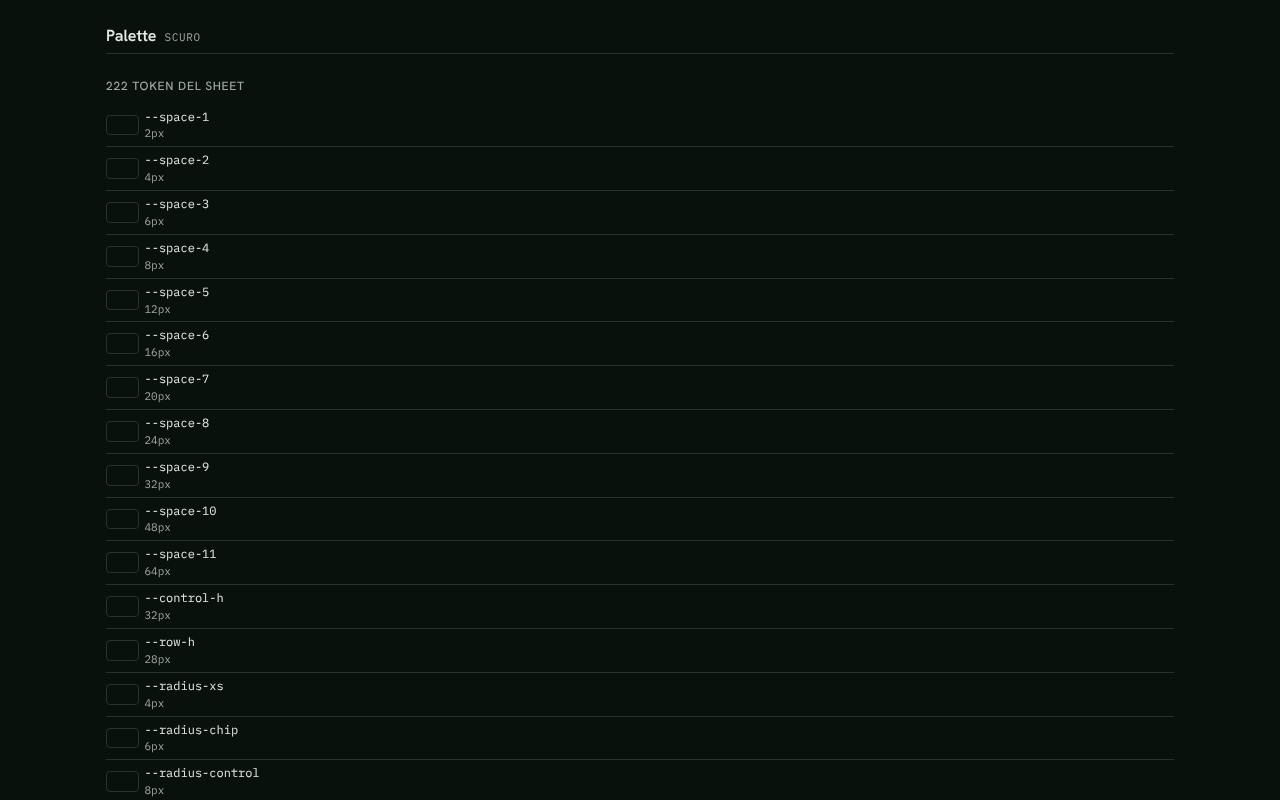 Palette SCURO
222 TOKEN DEL SHEET
--space-1
2px
--space-2
4px
--space-3
6px
--space-4
8px
--space-5
12px
--space-6
16px
--space-7
20px
--space-8
24px
--space-9
32px
--space-10
48px
--space-11
64px
--control-h
32px
--row-h
28px
--radius-xs
4px
--radius-chip
6px
--radius-control
8px